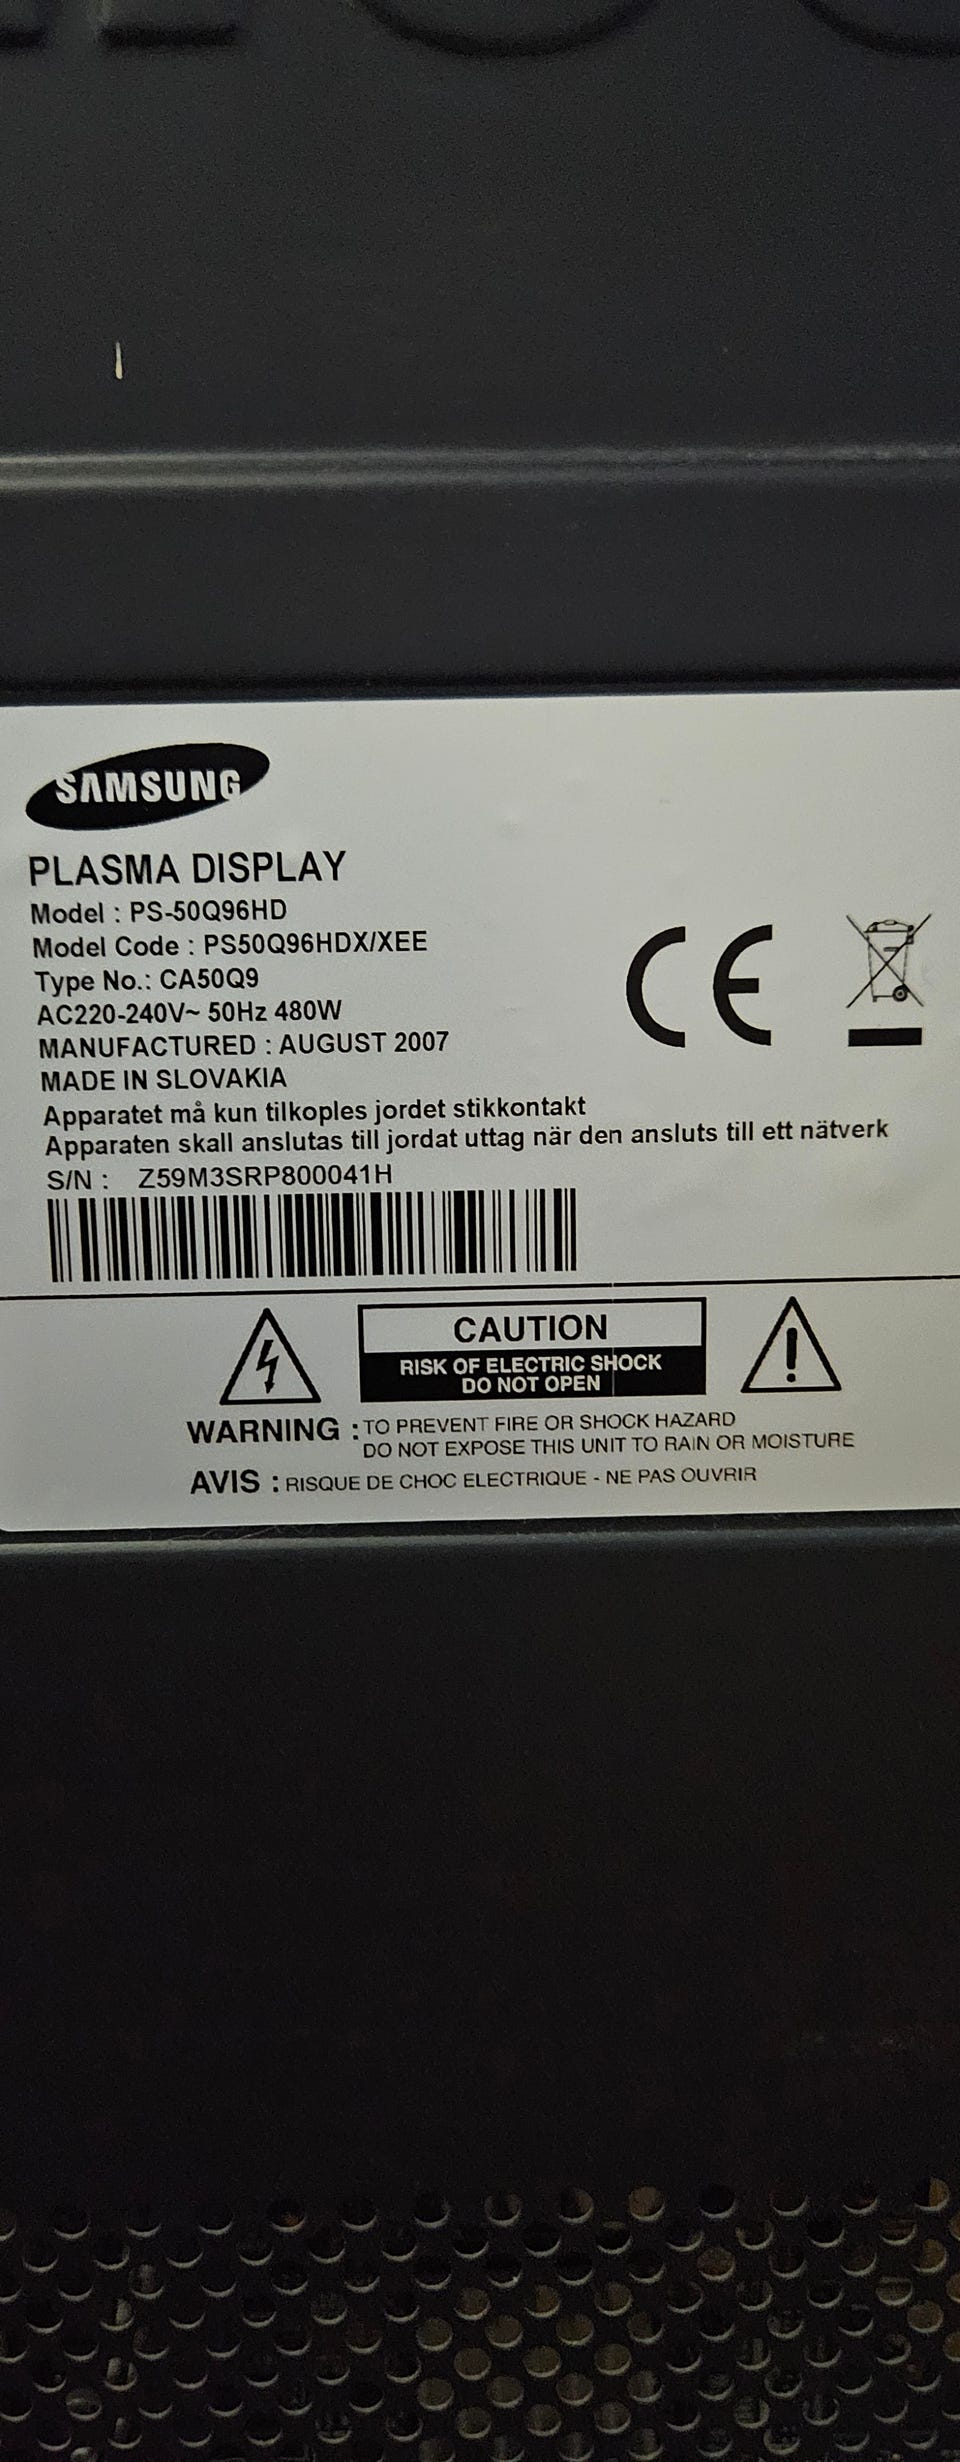 SAMSUNG
PLASMA DISPLAY
Model : PS-50Q96HD
Model Code : PS50Q96HDX/XEE
Type No.: CA50Q9
AC220-240V~ 50Hz 480W
MANUFACTURED : AUGUST 2007
MADE IN SLOVAKIA
Apparatet må kun tilkoples jordet stikkontakt
Apparaten skall anslutas till jordat uttag när den ansluts till ett nätverk
S/N : Z59M3SRP800041H
CE
CAUTION
RISK OF ELECTRIC SHOCK
DO NOT OPEN
WARNING : TO PREVENT FIRE OR SHOCK HAZARD
DO NOT EXPOSE THIS UNIT TO RAIN OR MOISTURE
AVIS : RISQUE DE CHOC ELECTRIQUE - NE PAS OUVRIR